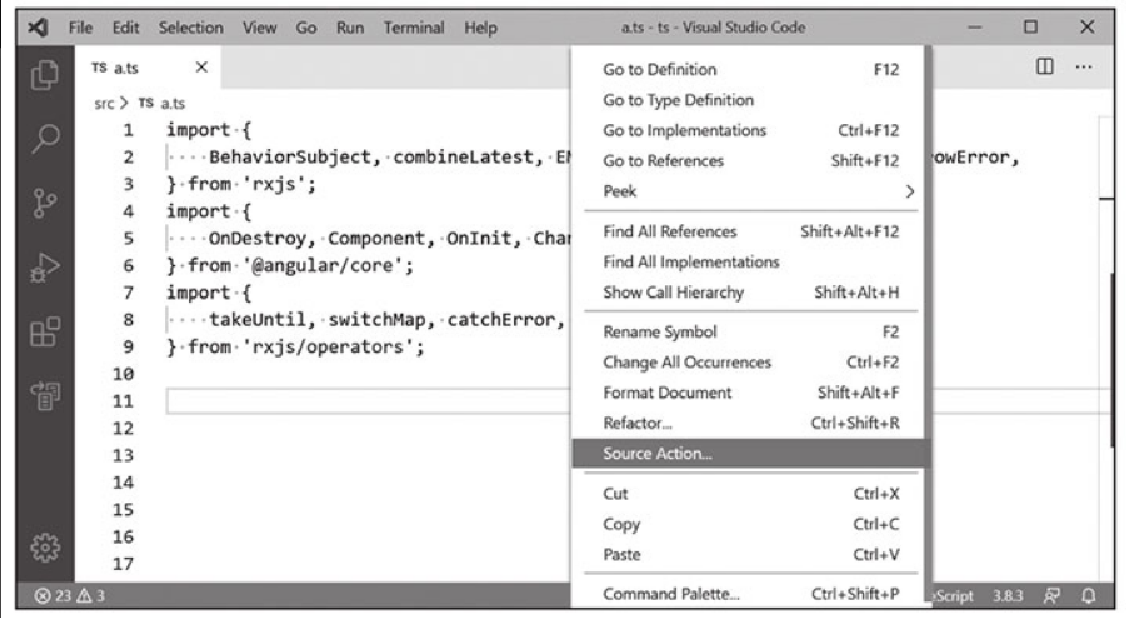 File Edit Selection View Go Run Terminal Help a.ts - ts - Visual Studio Code
TS a.ts
src > TS a.ts
1 import·{
2 ····BehaviorSubject,·combineLatest,·
rowError,
3 }·from·'rxjs';
4 import·{
5 ····OnDestroy,·Component,·OnInit,·
6 }·from·'@angular/core';
7 import·{
8 ····takeUntil,·switchMap,·catchError,
9 }·from·'rxjs/operators';
10
11
12
13
14
15
16
17
Go to Definition F12
Go to Type Definition
Go to Implementations Ctrl+F12
Go to References Shift+F12
Peek >
Find All References Shift+Alt+F12
Find All Implementations
Show Call Hierarchy Shift+Alt+H
Rename Symbol F2
Change All Occurrences Ctrl+F2
Format Document Shift+Alt+F
Refactor... Ctrl+Shift+R
Source Action...
Cut Ctrl+X
Copy Ctrl+C
Paste Ctrl+V
Command Palette... Ctrl+Shift+P
23 3 Script 3.8.3